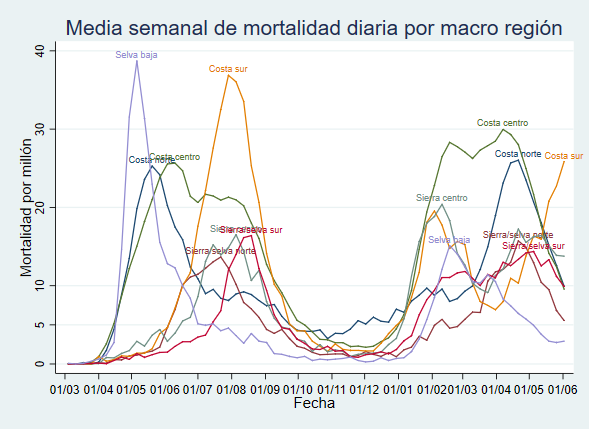 Media semanal de mortalidad diaria por macro región
Mortalidad por millón
40
30
20
10
5
0
Selva baja
Costa norte
Costa centro
Costa sur
Sierra centro
Sierra/selva sur
Sierra/selva norte
Costa centro
Costa norte
Costa sur
Sierra centro
Selva baja
Sierra/selva norte
Sierra/selva sur
01/03 01/04 01/05 01/06 01/07 01/08 01/09 01/10 01/11 01/12 01/01 01/02 01/03 01/04 01/05 01/06
Fecha